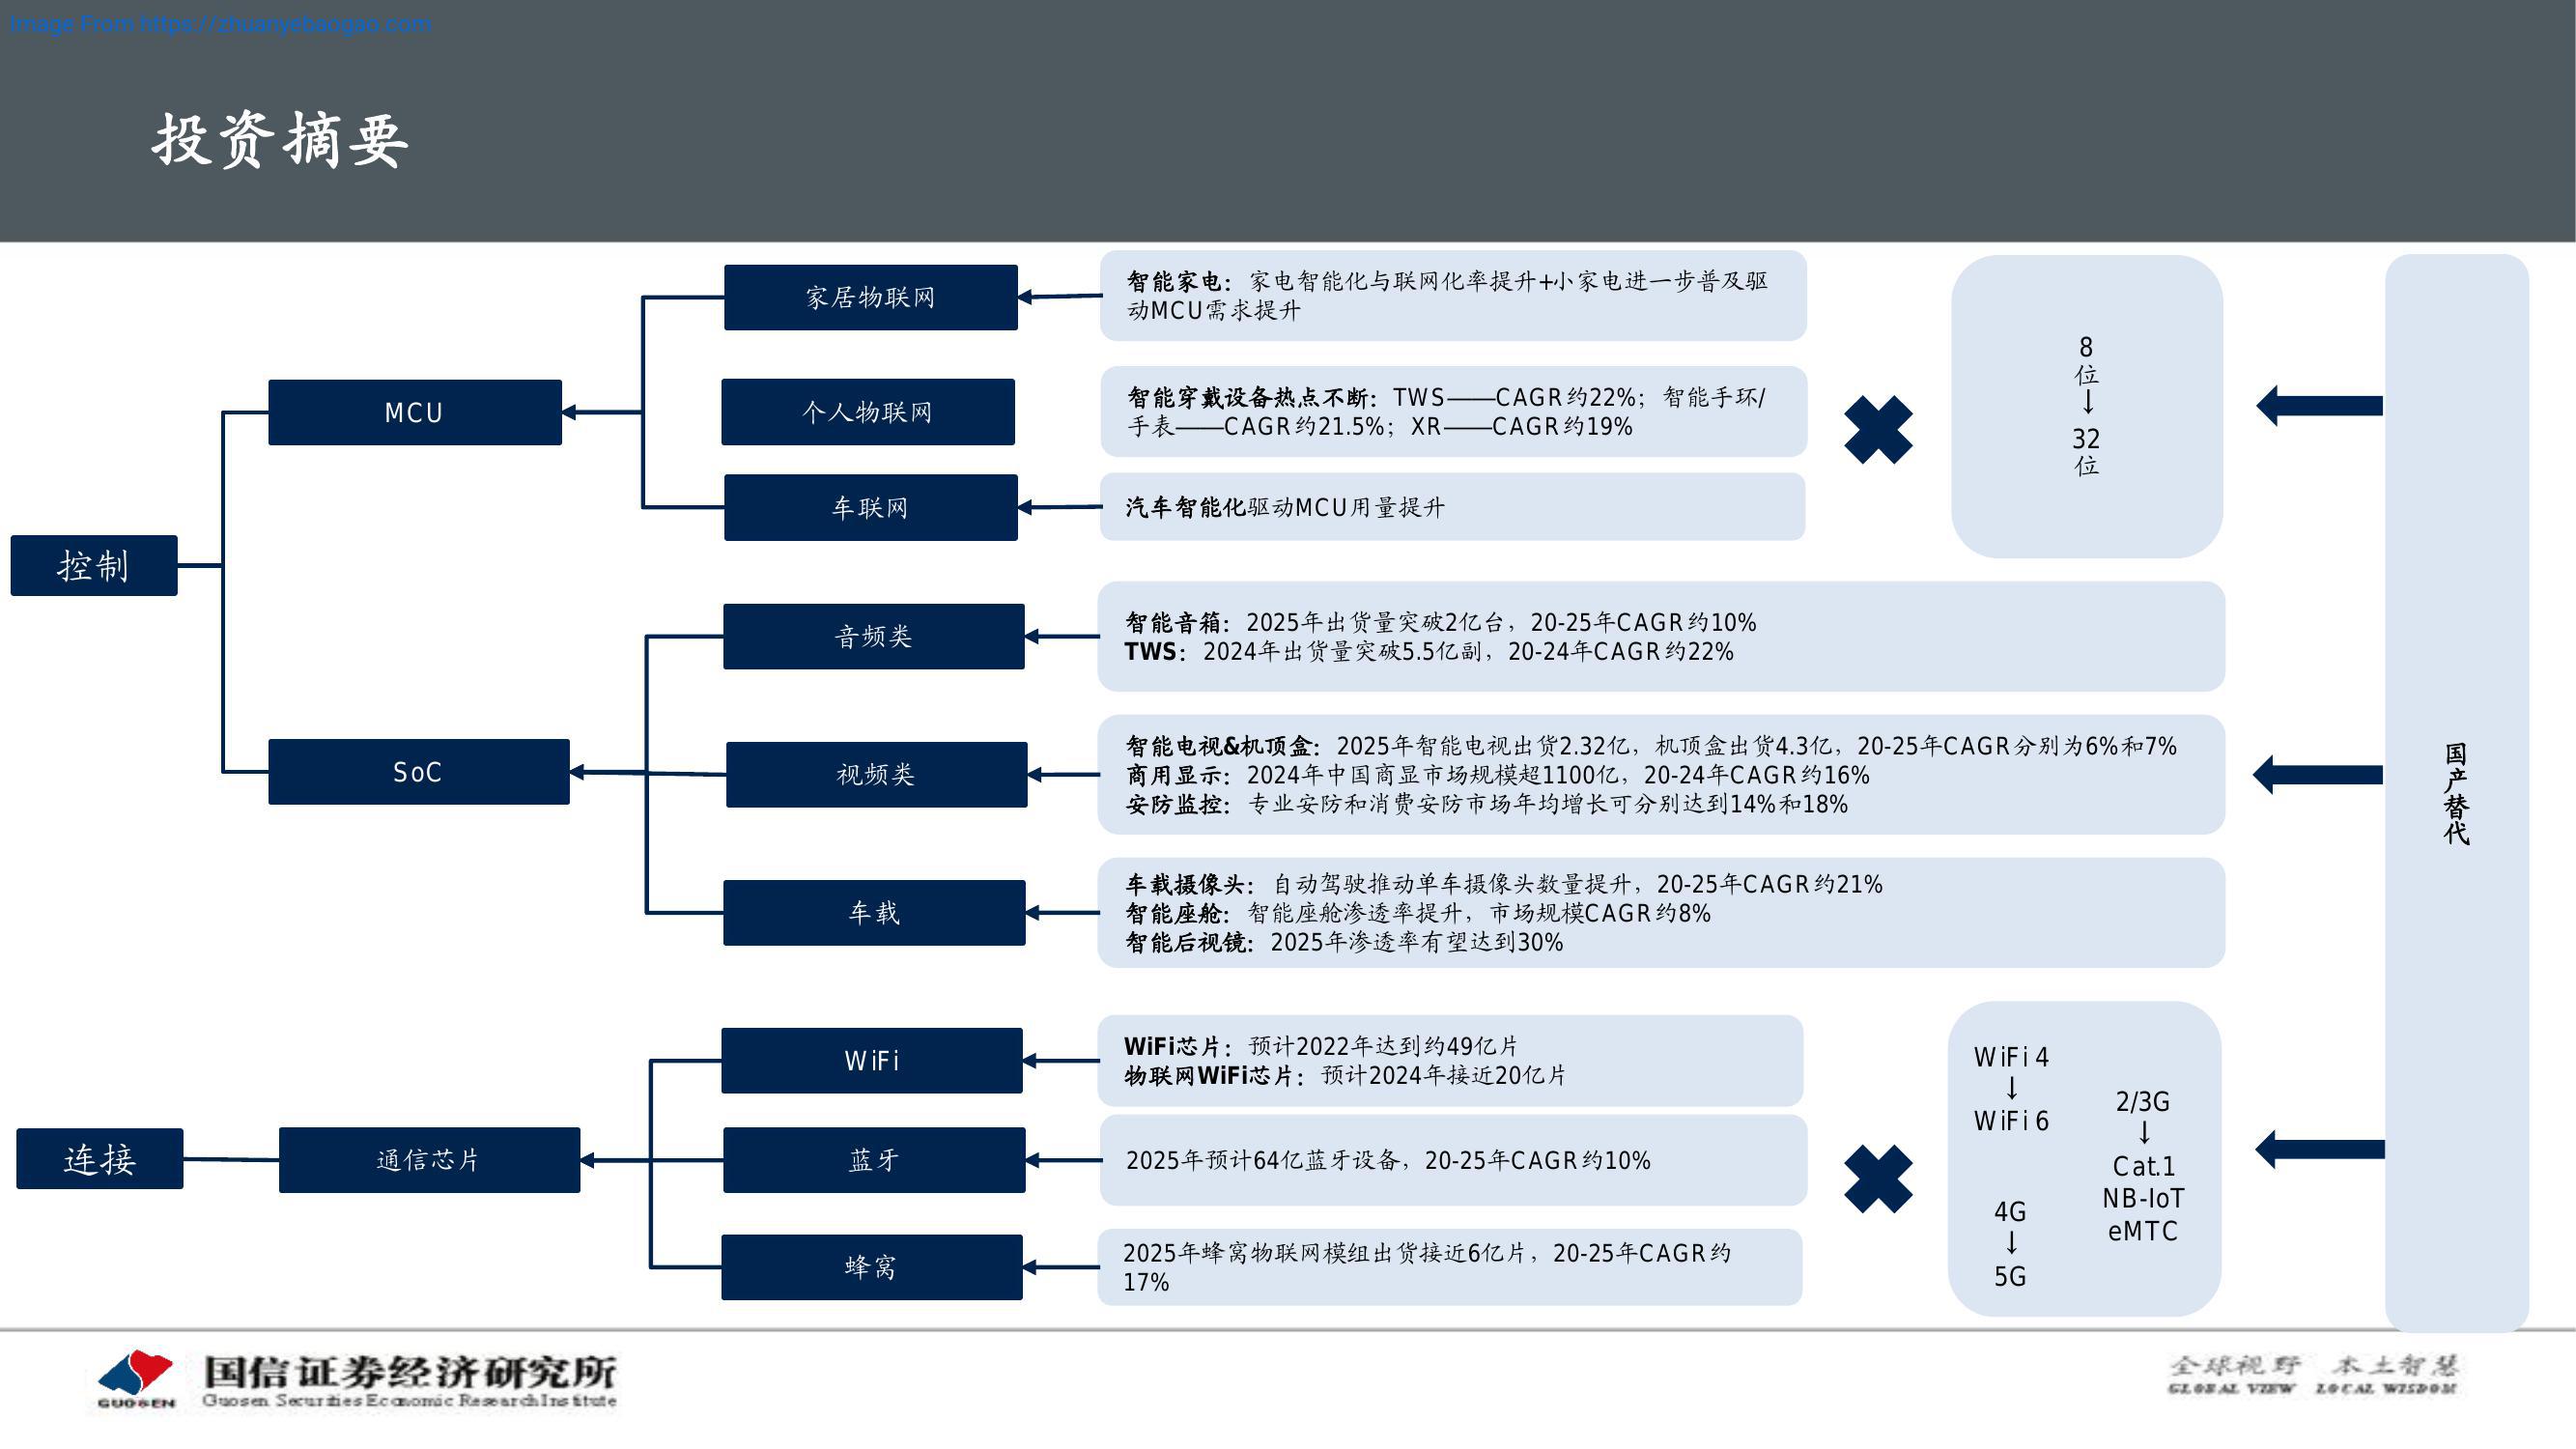 Image From https://zhuanyebaogao.com
投资摘要
控制
MCU
家居物联网
智能家电：家电智能化与联网化率提升+小家电进一步普及驱
动MCU需求提升
个人物联网
智能穿戴设备热点不断：TWS——CAGR约22%；智能手环/
手表——CAGR约21.5%；XR——CAGR约19%
车联网
汽车智能化驱动MCU用量提升
8
位
↓
32
位
SoC
音频类
智能音箱：2025年出货量突破2亿台，20-25年CAGR约10%
TWS：2024年出货量突破5.5亿副，20-24年CAGR约22%
视频类
智能电视&机顶盒：2025年智能电视出货2.32亿，机顶盒出货4.3亿，20-25年CAGR分别为6%和7%
商用显示：2024年中国商显市场规模超1100亿，20-24年CAGR约16%
安防监控：专业安防和消费安防市场年均增长可分别达到14%和18%
车载
车载摄像头：自动驾驶推动单车摄像头数量提升，20-25年CAGR约21%
智能座舱：智能座舱渗透率提升，市场规模CAGR约8%
智能后视镜：2025年渗透率有望达到30%
连接
通信芯片
WiFi
WiFi芯片：预计2022年达到约49亿片
物联网WiFi芯片：预计2024年接近20亿片
蓝牙
2025年预计64亿蓝牙设备，20-25年CAGR约10%
蜂窝
2025年蜂窝物联网模组出货接近6亿片，20-25年CAGR约
17%
WiFi 4
↓
WiFi 6
4G
↓
5G
2/3G
↓
Cat.1
NB-IoT
eMTC
国
产
替
代
国信证券经济研究所
Guosen Securities Economic Research Institute
GUOSEN
全球视野 本土智慧
GLOBAL VIEW LOCAL WISDOM